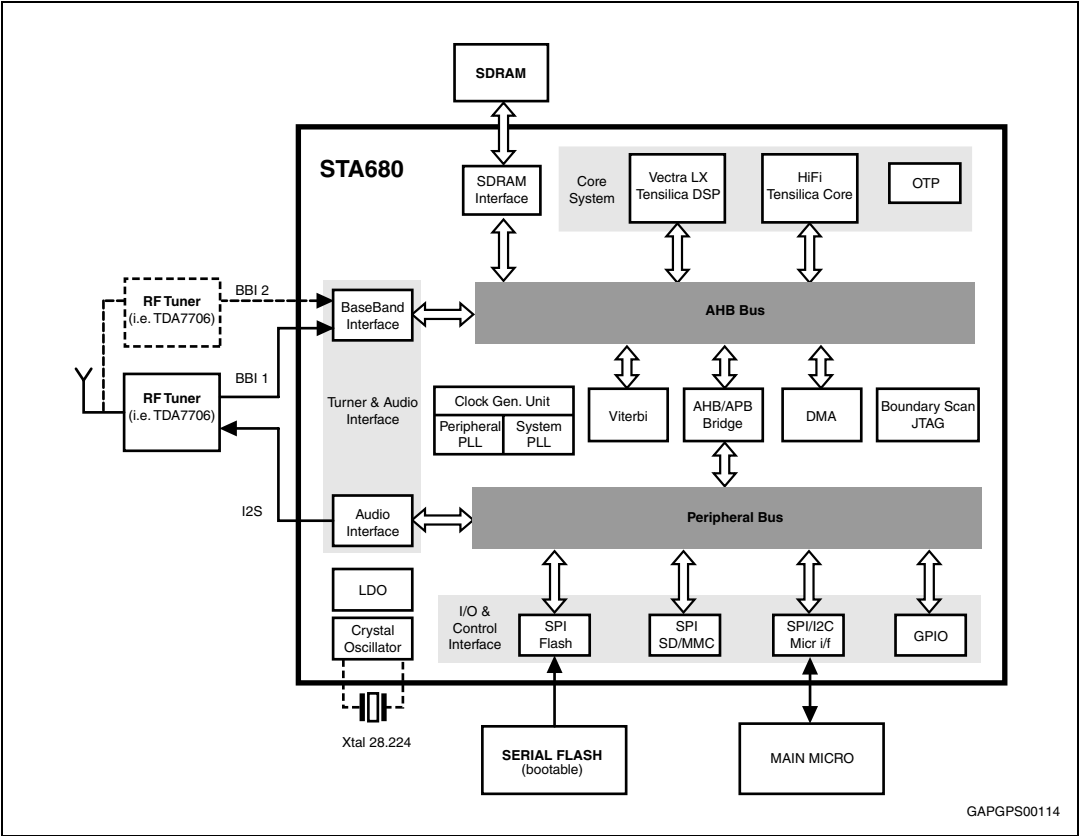 SDRAM
STA680
SDRAM
Interface
Core
System
Vectra LX
Tensilica DSP
HiFi
Tensilica Core
OTP
RF Tuner
(i.e. TDA7706)
BBI 2
BaseBand
Interface
AHB Bus
RF Tuner
(i.e. TDA7706)
BBI 1
Turner & Audio
Interface
Clock Gen. Unit
Peripheral
PLL
System
PLL
Viterbi
AHB/APB
Bridge
DMA
Boundary Scan
JTAG
I2S
Audio
Interface
Peripheral Bus
LDO
Crystal
Oscillator
I/O &
Control
Interface
SPI
Flash
SPI
SD/MMC
SPI/I2C
Micr i/f
GPIO
Xtal 28.224
SERIAL FLASH
(bootable)
MAIN MICRO
GAPGPS00114